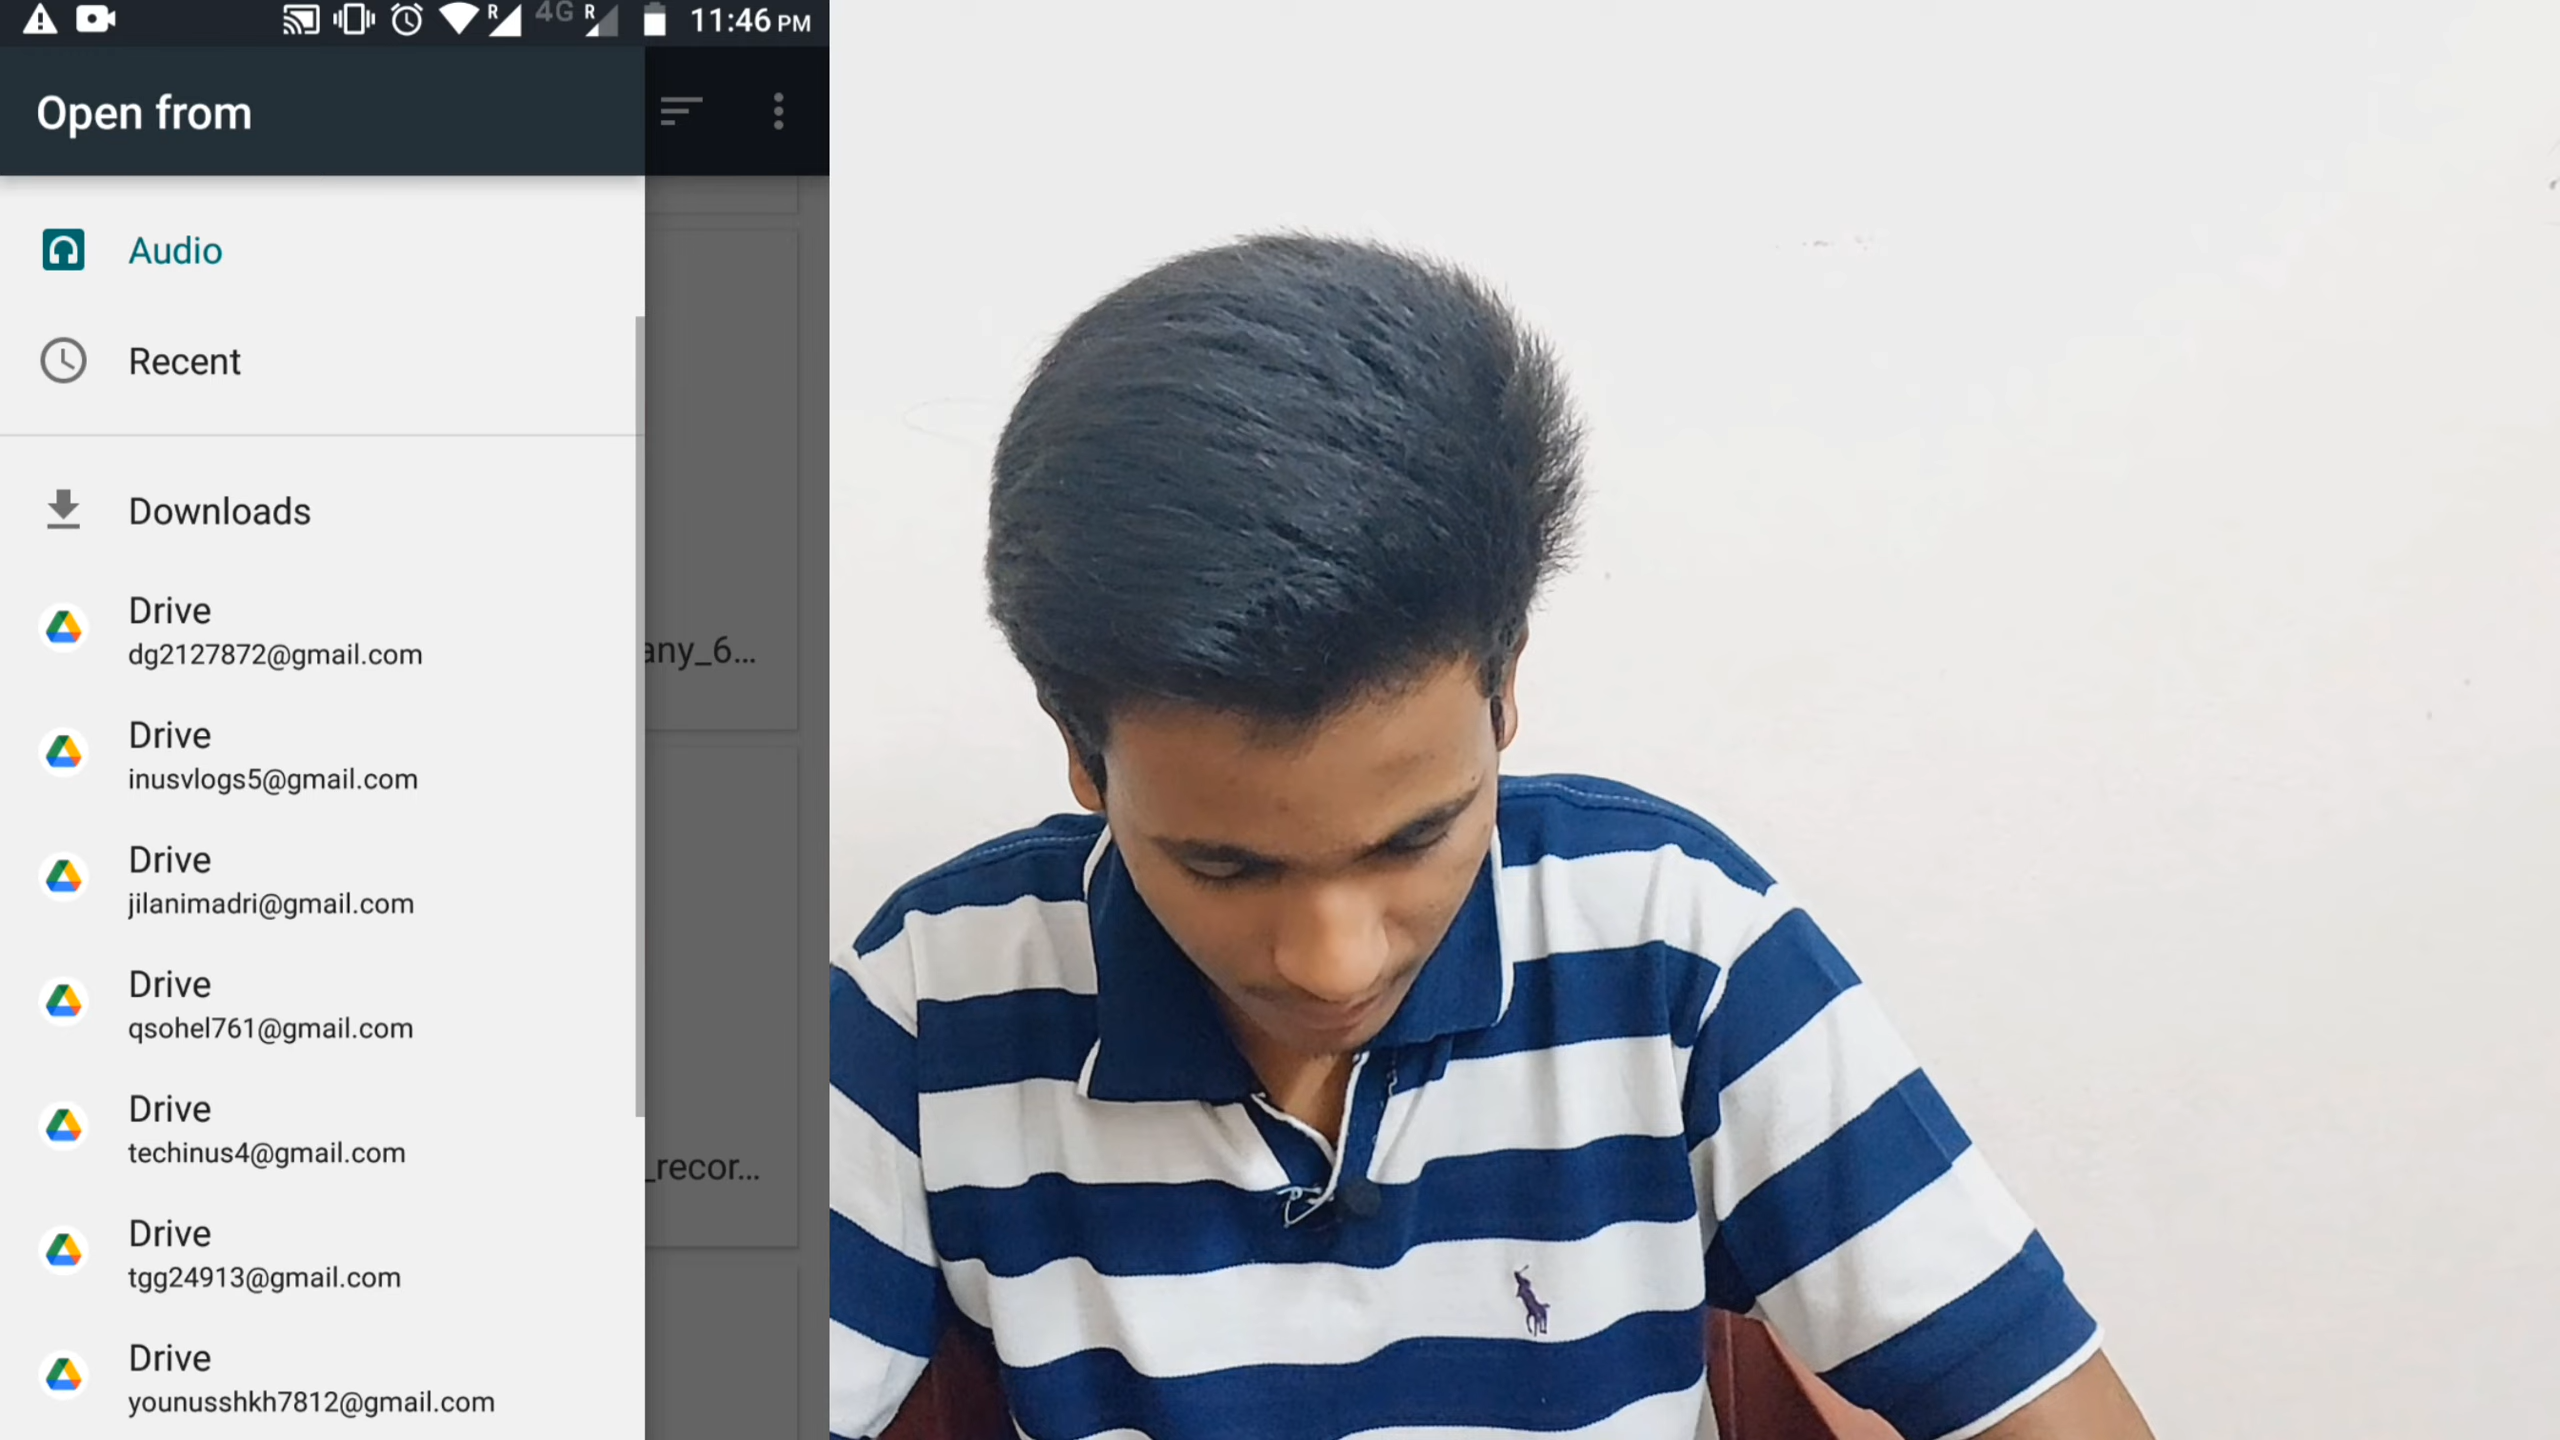 R 4G R 11:46 PM
Open from
Audio
Recent
Downloads
any_6...
Drive
dg2127872@gmail.com
Drive
inusvlogs5@gmail.com
Drive
jilanimadri@gmail.com
Drive
qsohel761@gmail.com
Drive
techinus4@gmail.com
_recor...
Drive
tgg24913@gmail.com
Drive
younusshkh7812@gmail.com